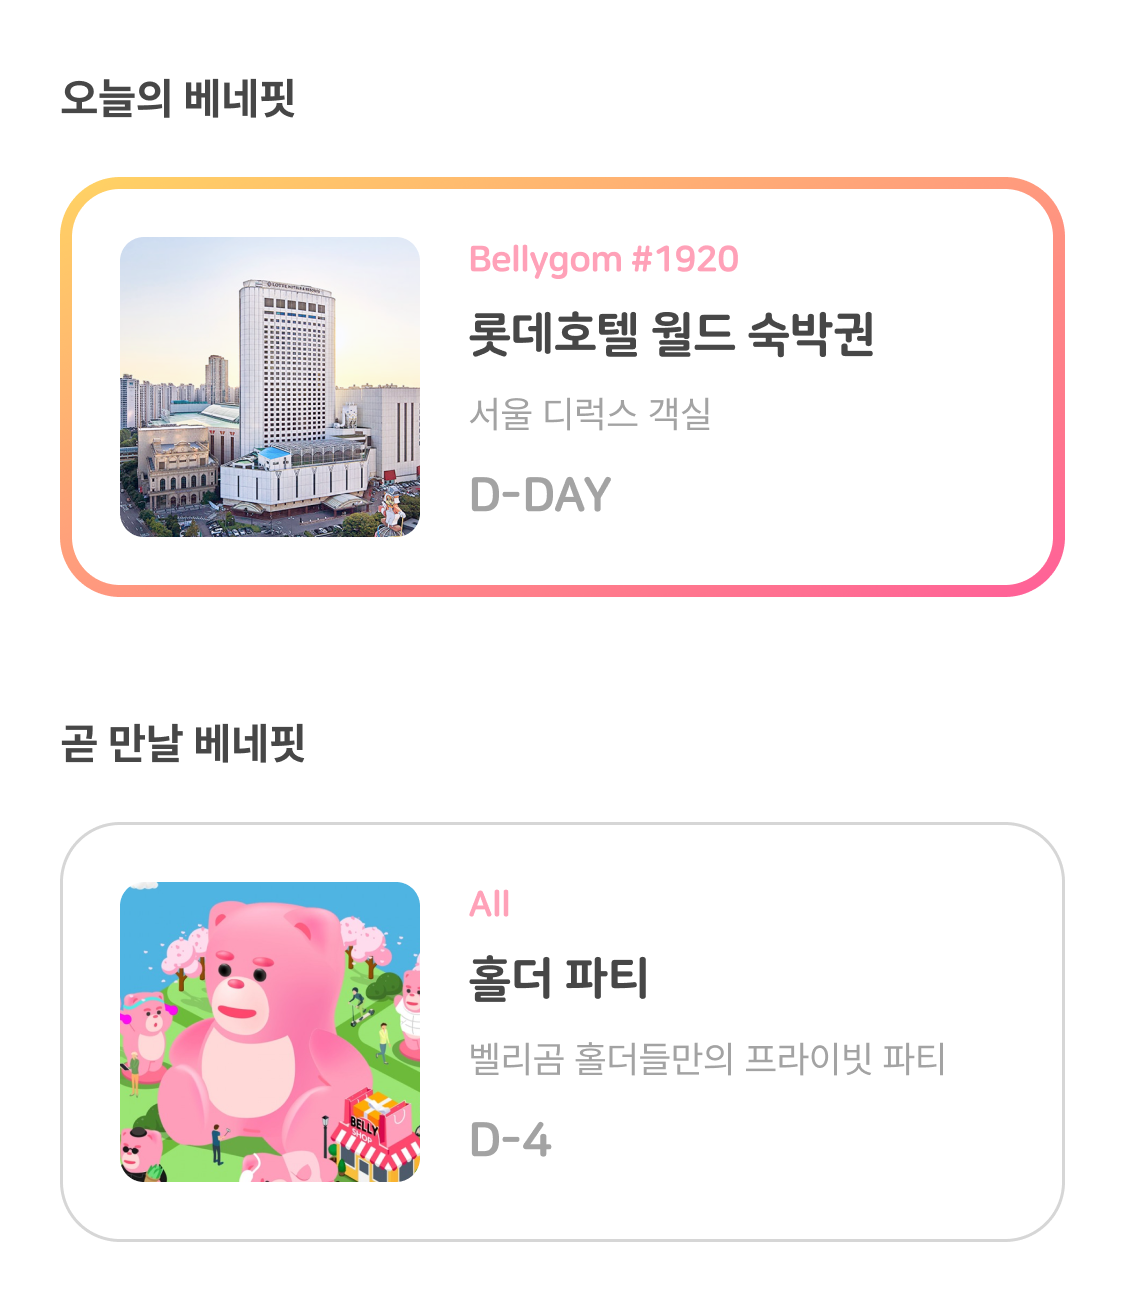 오늘의 베네핏
Bellygom #1920
롯데호텔 월드 숙박권
서울 디럭스 객실
D-DAY
곧 만날 베네핏
All
홀더 파티
벨리곰 홀더들만의 프라이빗 파티
D-4
BELLY
SHOP